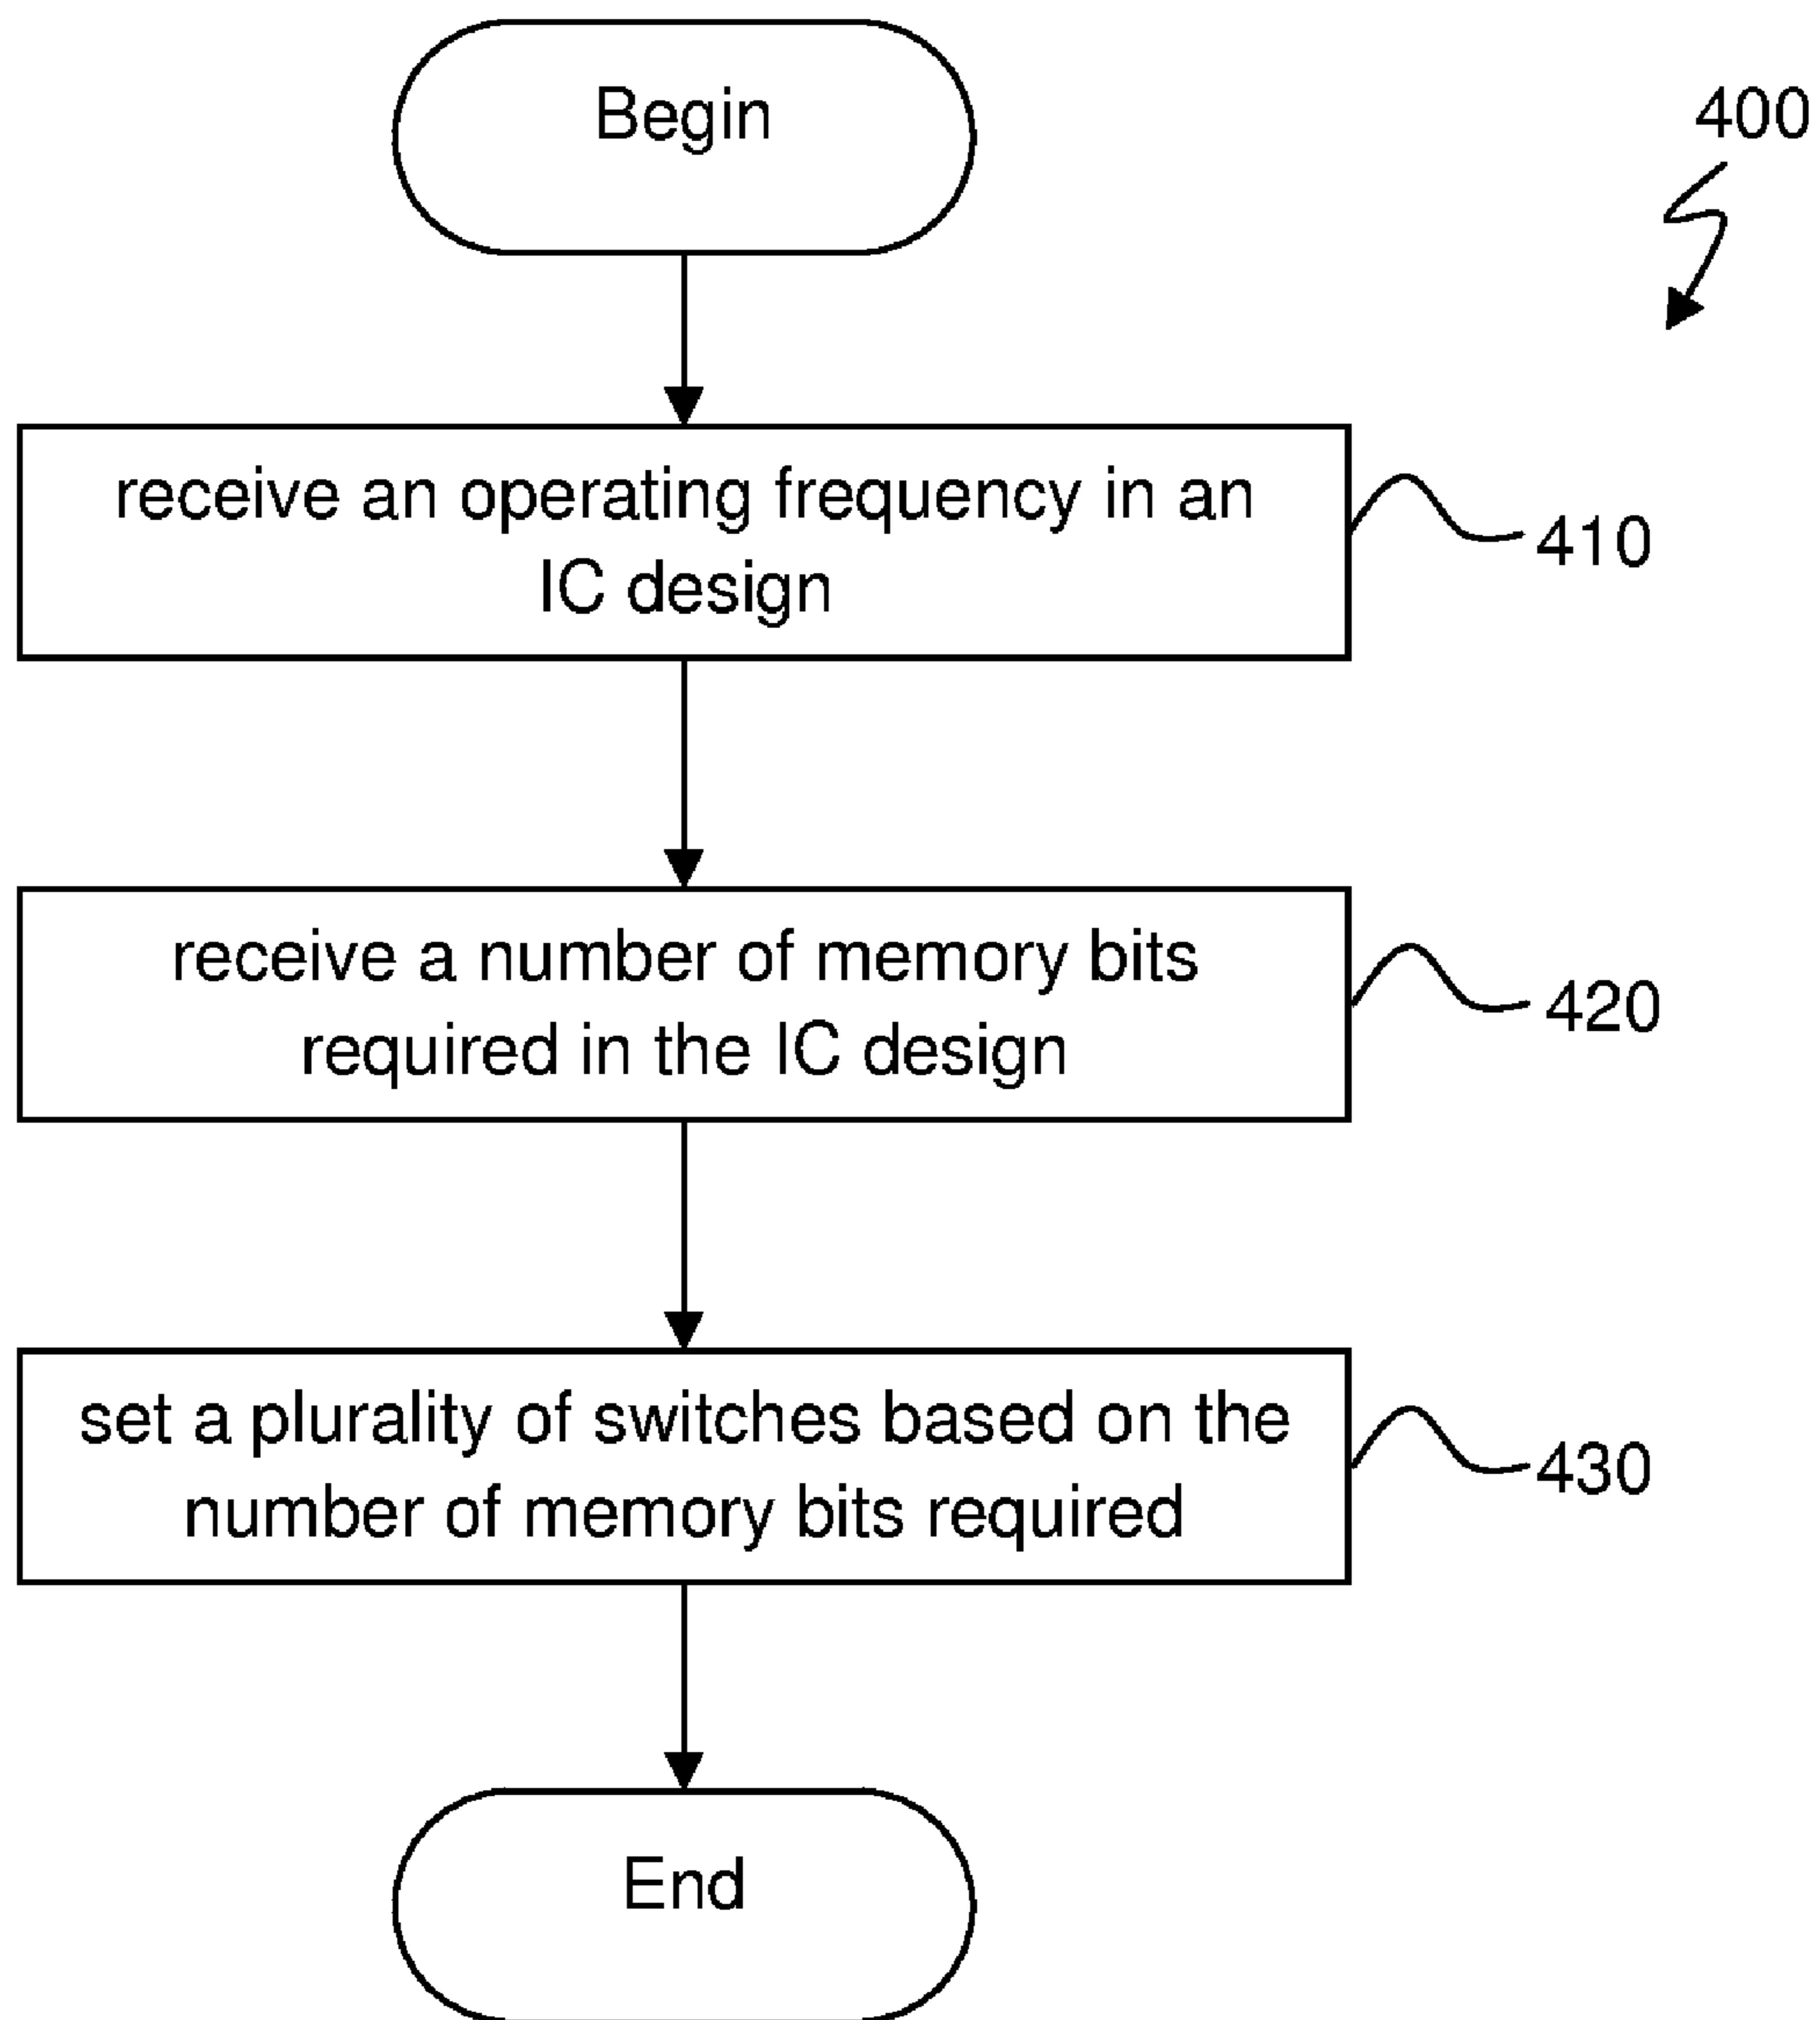 Begin
400
receive an operating frequency in an
IC design
410
receive a number of memory bits
required in the IC design
420
set a plurality of switches based on the
number of memory bits required
430
End